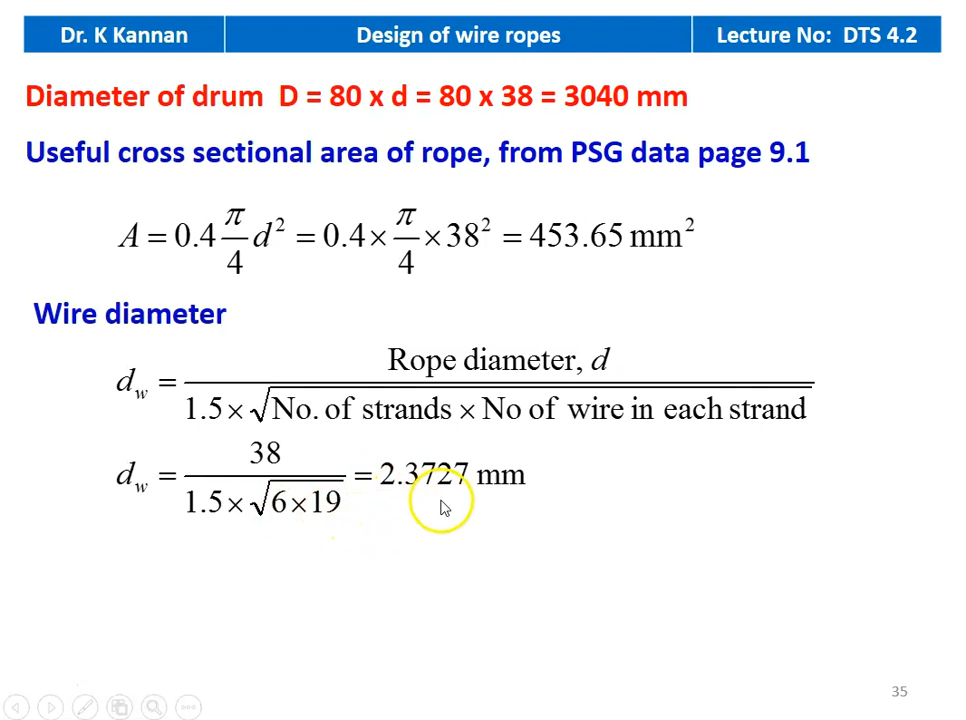 Dr. K Kannan Design of wire ropes Lecture No: DTS 4.2
Diameter of drum D = 80 x d = 80 x 38 = 3040 mm
Useful cross sectional area of rope, from PSG data page 9.1
A = 0.4 π/4 d² = 0.4 × π/4 × 38² = 453.65 mm²
Wire diameter
d_w = Rope diameter, d / 1.5 × √(No. of strands × No of wire in each strand)
d_w = 38 / 1.5 × √(6×19) = 2.3727 mm
35